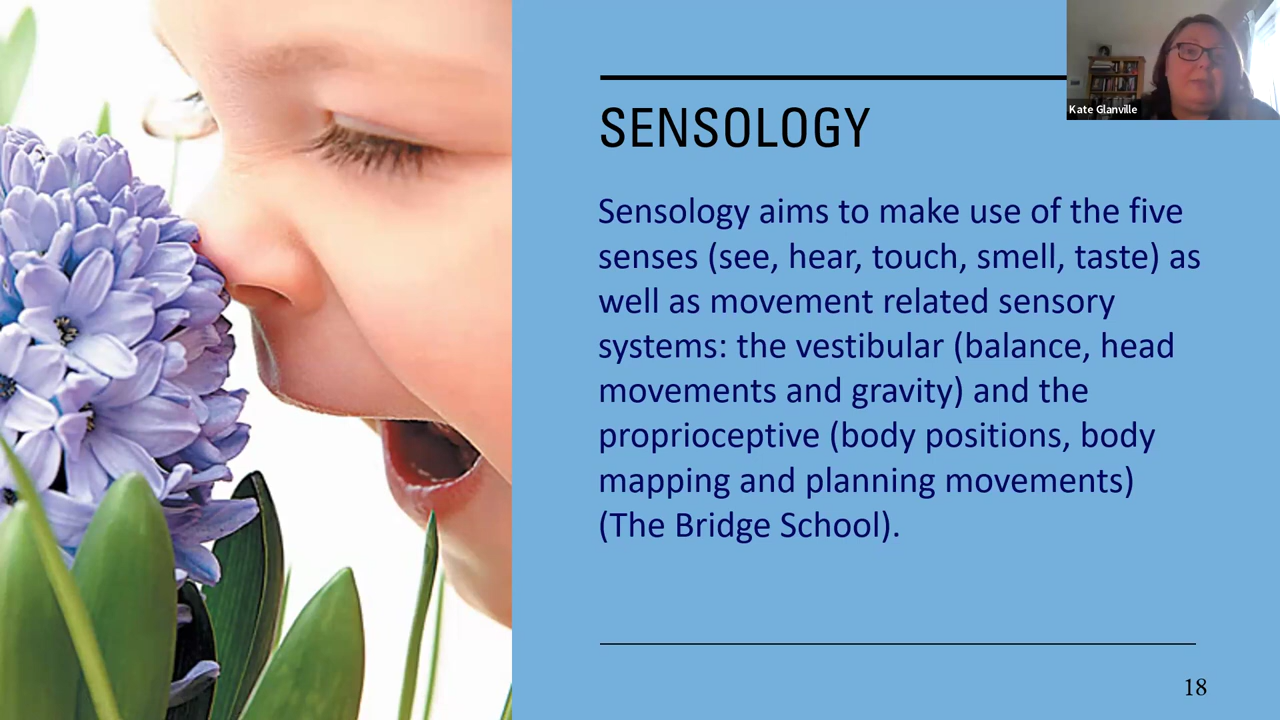 Kate Glanville
SENSOLOGY
Sensology aims to make use of the five
senses (see, hear, touch, smell, taste) as
well as movement related sensory
systems: the vestibular (balance, head
movements and gravity) and the
proprioceptive (body positions, body
mapping and planning movements)
(The Bridge School).
18